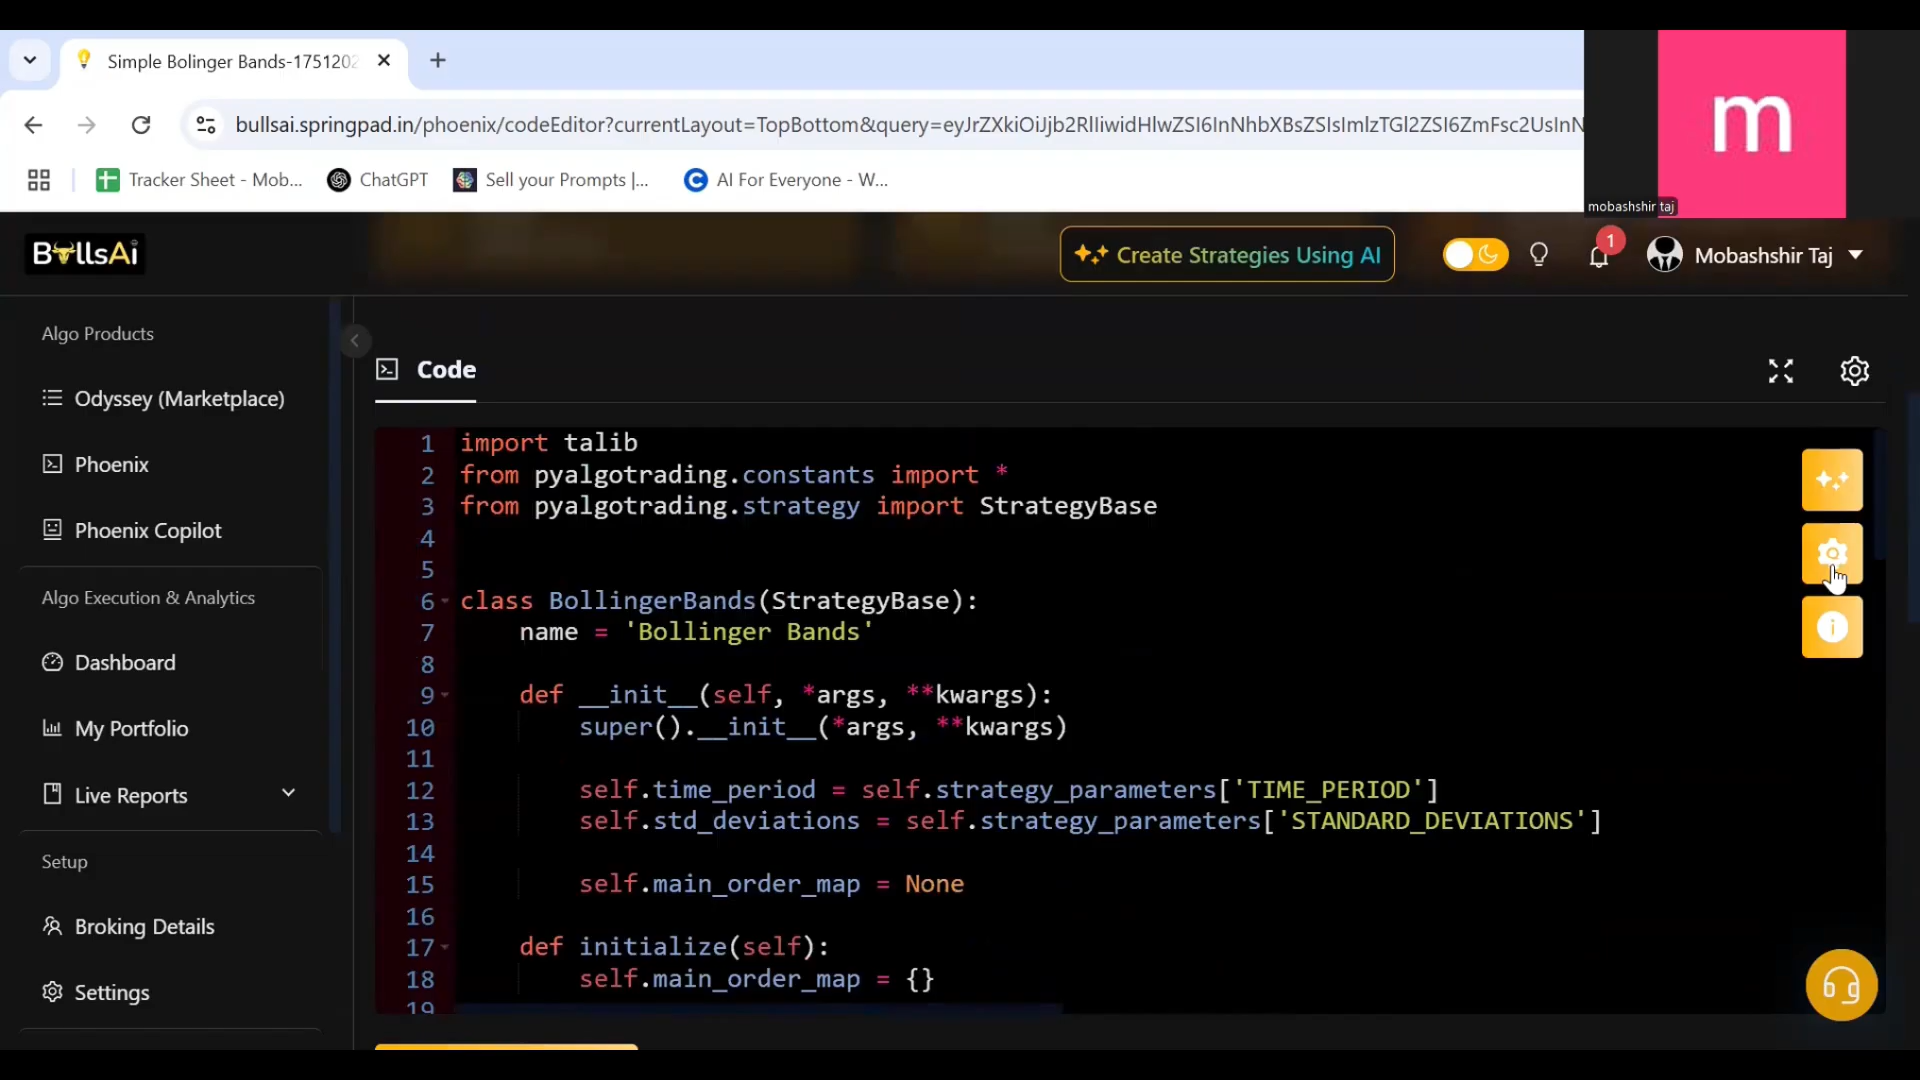 Simple Bolinger Bands-1751202
bullsai.springpad.in/phoenix/codeEditor?currentLayout=TopBottom&query=eyJrZXkiOiJjb2RlIiwidHlwZSI6InNhbXBsZSIsImlzTGl2ZSI6ZmFsc2UsInN
Tracker Sheet - Mob...
ChatGPT
Sell your Prompts |...
AI For Everyone - W...
m
mobashshir taj
BullsAi
Create Strategies Using AI
1
Mobashshir Taj
Algo Products
Odyssey (Marketplace)
Phoenix
Phoenix Copilot
Algo Execution & Analytics
Dashboard
My Portfolio
Live Reports
Setup
Broking Details
Settings
Code
1 import talib
2 from pyalgotrading.constants import *
3 from pyalgotrading.strategy import StrategyBase
4
5
6 class BollingerBands(StrategyBase):
7 name = 'Bollinger Bands'
8
9 def __init__(self, *args, **kwargs):
10 super().__init__(*args, **kwargs)
11
12 self.time_period = self.strategy_parameters['TIME_PERIOD']
13 self.std_deviations = self.strategy_parameters['STANDARD_DEVIATIONS']
14
15 self.main_order_map = None
16
17 def initialize(self):
18 self.main_order_map = {}
19